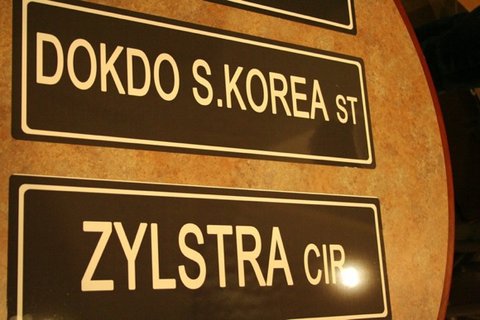 DOKDO S.KOREA ST
ZYLSTRA CIR